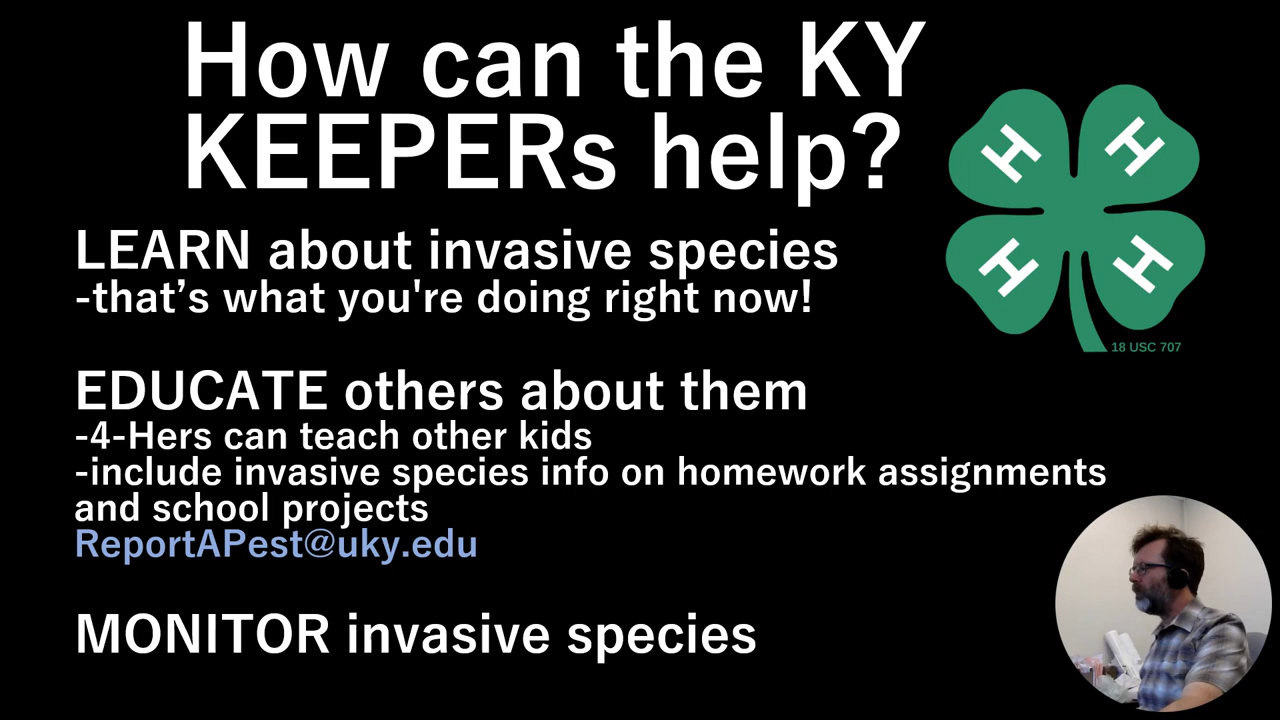 How can the KY
KEEPERs help?
H H
H H
18 USC 707
LEARN about invasive species
-that’s what you're doing right now!
EDUCATE others about them
-4-Hers can teach other kids
-include invasive species info on homework assignments
and school projects
ReportAPest@uky.edu
MONITOR invasive species